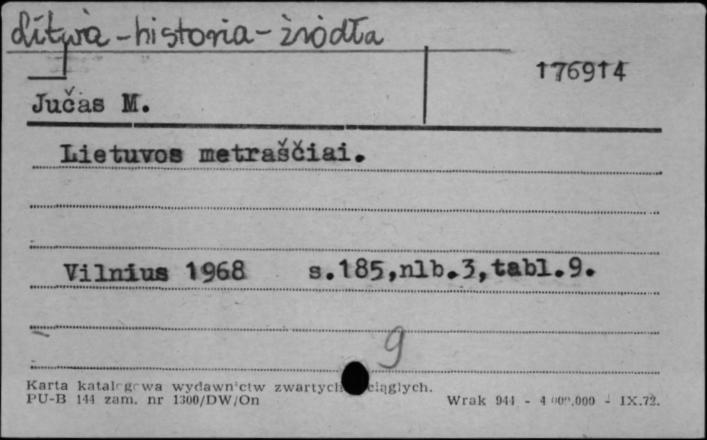 Litwa - historia - źródła
176914
Jučas M.
Lietuvos metraščiai.
Vilnius 1968 s.185,nlb.3,tabl.9.
9
Karta katalogowa wydawnictw zwartych ciągłych.
PU-B 144 zam. nr 1300/DW/On Wrak 944 - 4 000.000 - IX.72.